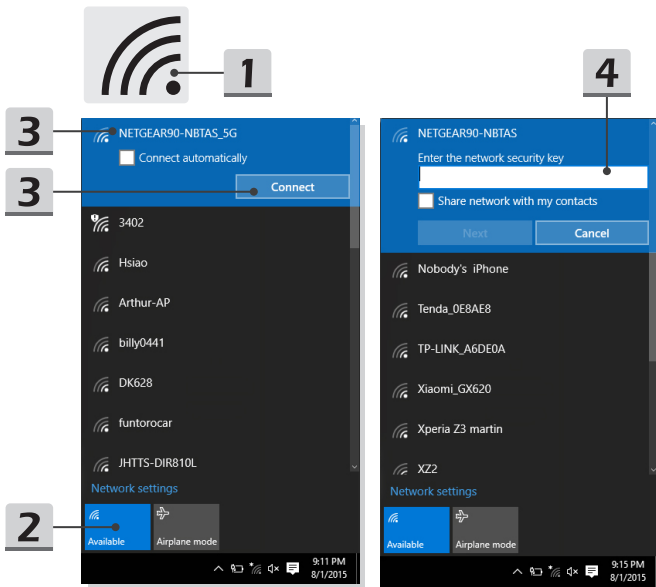 1
3
NETGEAR90-NBTAS_5G
Connect automatically
3
Connect
3402
Hsiao
Arthur-AP
billy0441
DK628
funtorocar
JHTTS-DIR810L
Network settings
2
Available
Airplane mode
9:11 PM
8/1/2015
4
NETGEAR90-NBTAS
Enter the network security key
Share network with my contacts
Next
Cancel
Nobody's iPhone
Tenda_0E8AE8
TP-LINK_A6DE0A
Xiaomi_GX620
Xperia Z3 martin
XZ2
Network settings
Available
Airplane mode
9:15 PM
8/1/2015